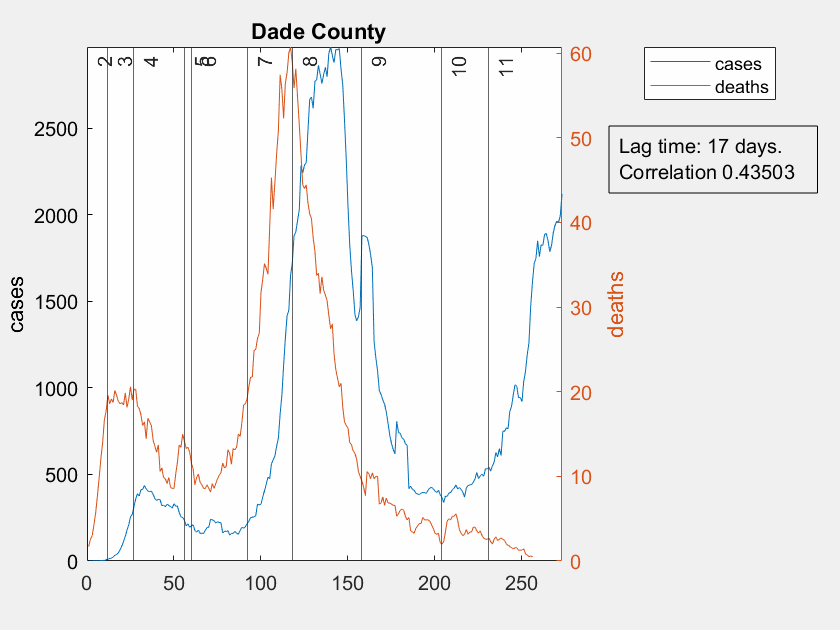 Dade County
2 3 4 5 6 7 8 9 10 11
cases
deaths
Lag time: 17 days.
Correlation 0.43503
cases
2500
2000
1500
1000
500
0
60
50
40
30
20
10
0
deaths
0 50 100 150 200 250